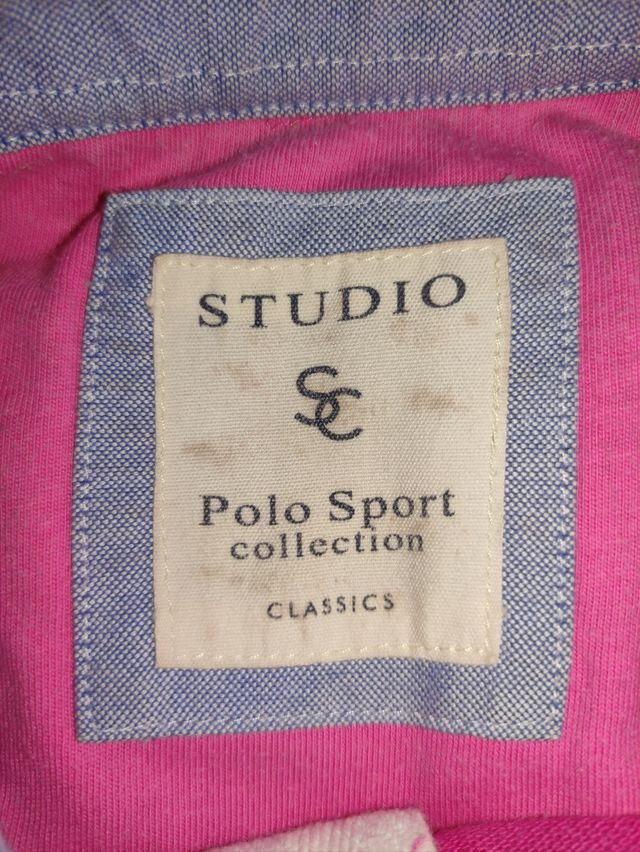 STUDIO
SC
Polo Sport
collection
CLASSICS